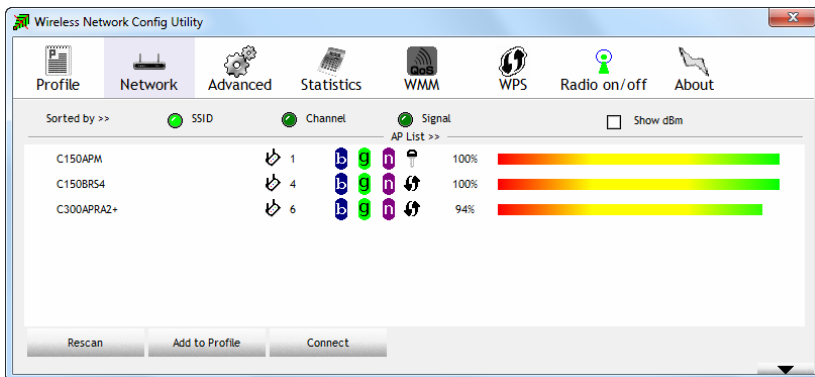 Wireless Network Config Utility
Profile Network Advanced Statistics WMM WPS Radio on/off About
QoS
Sorted by >> SSID Channel Signal Show dBm
AP List >>
C150APM 1 b g n 100%
C150BRS4 4 b g n 100%
C300APRA2+ 6 b g n 94%
Rescan Add to Profile Connect